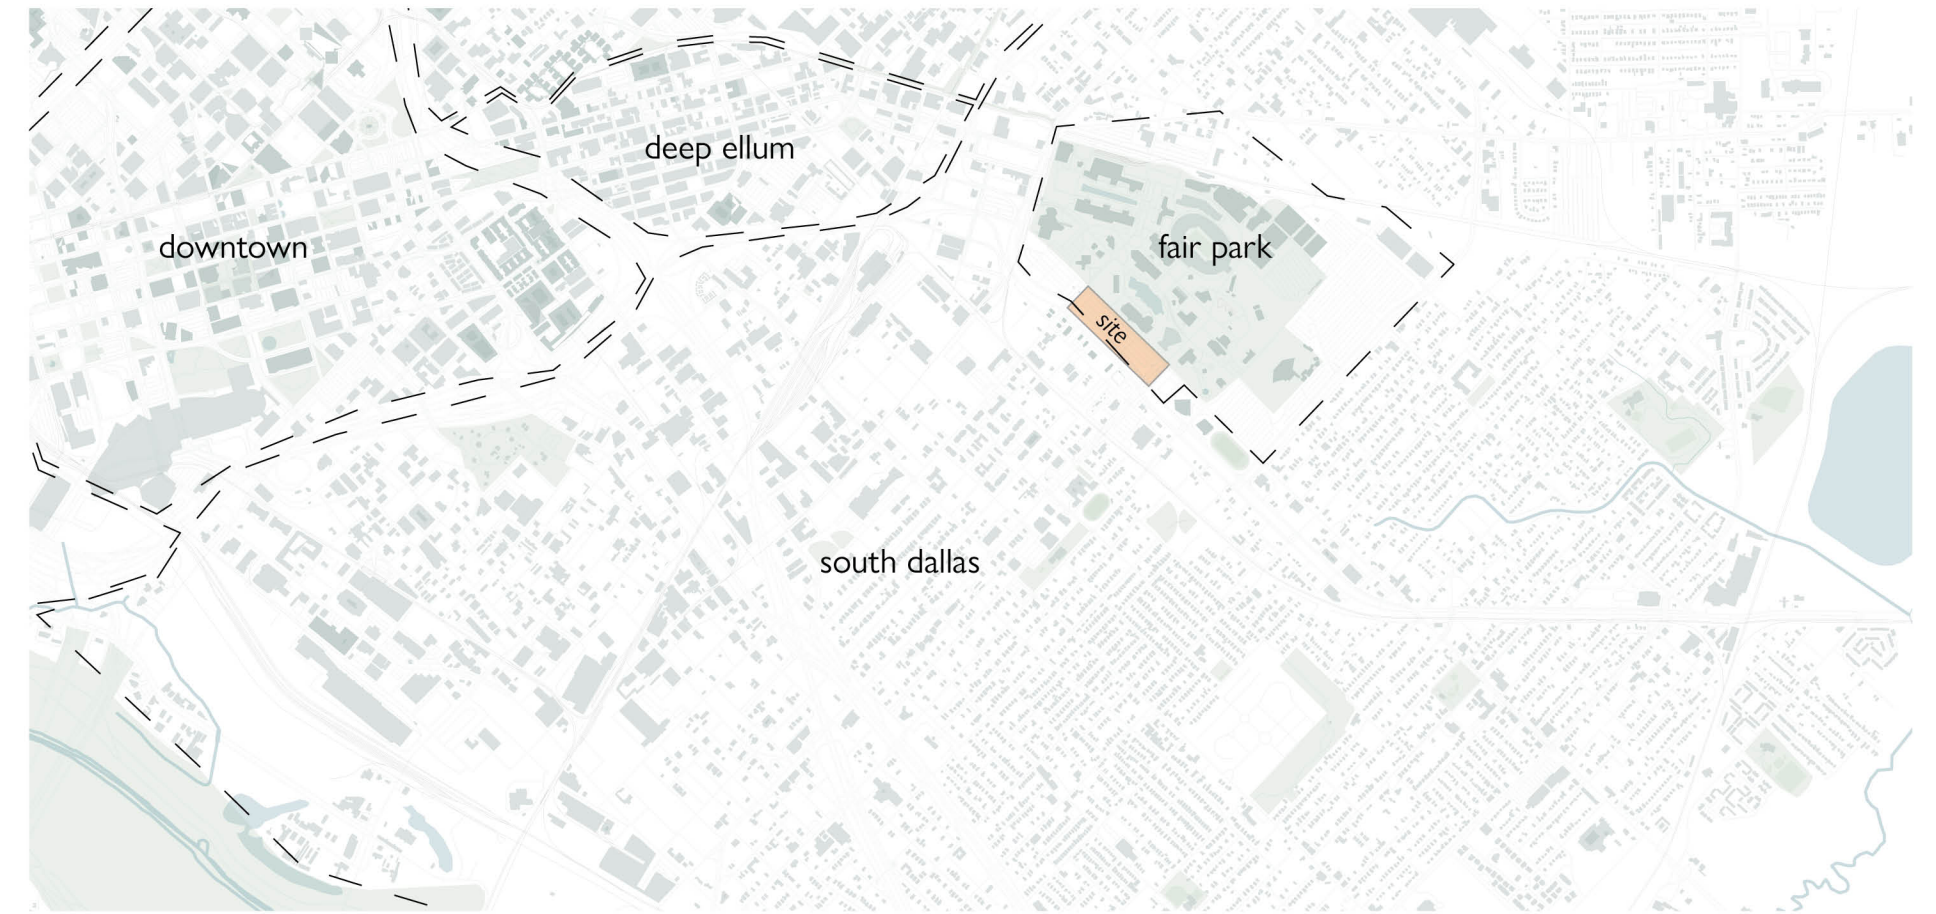 deep ellum
downtown
fair park
site
south dallas